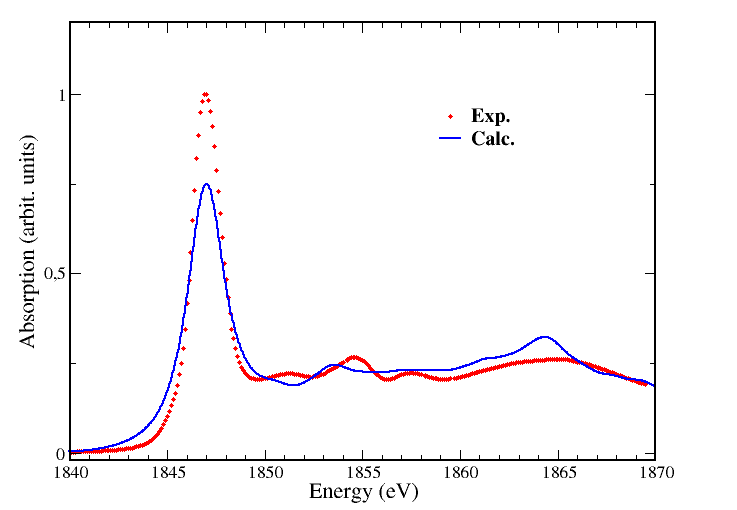 Absorption (arbit. units)
1
0,5
0
Exp.
Calc.
1840 1845 1850 1855 1860 1865 1870
Energy (eV)